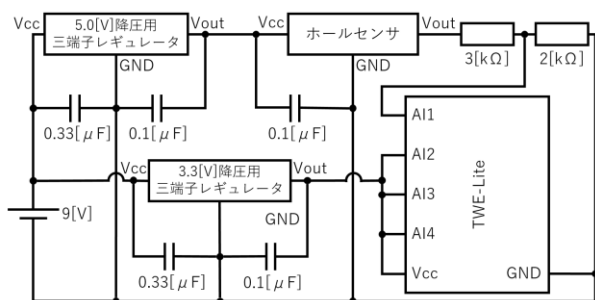 Vcc
5.0[V]降圧用
三端子レギュレータ
Vout
Vcc
ホールセンサ
Vout
GND
GND
3[kΩ]
2[kΩ]
0.33[μF]
0.1[μF]
0.1[μF]
AI1
AI2
AI3
AI4
Vcc
GND
TWE-Lite
Vcc
3.3[V]降圧用
三端子レギュレータ
Vout
GND
9[V]
0.33[μF]
0.1[μF]